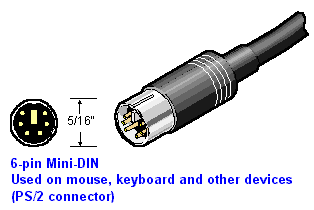 5/16"
6-pin Mini-DIN
Used on mouse, keyboard and other devices
(PS/2 connector)